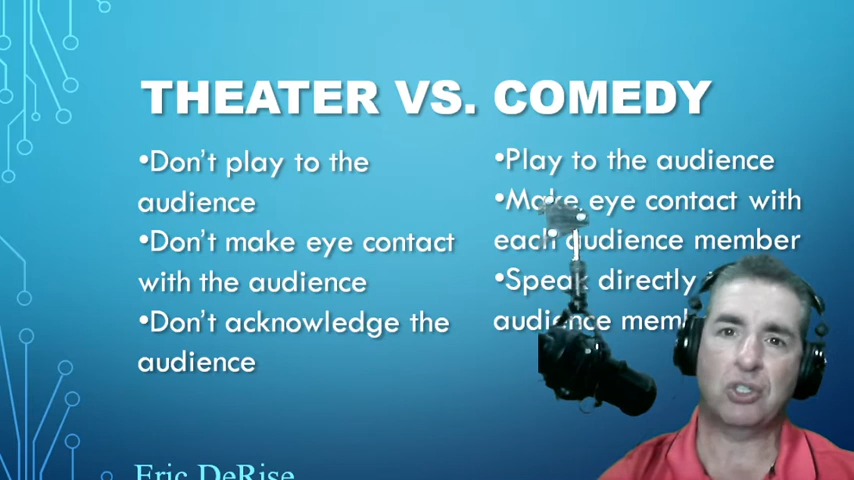 THEATER VS. COMEDY
•Don't play to the
audience
•Don't make eye contact
with the audience
•Don't acknowledge the
audience
•Play to the audience
•Make eye contact with
each audience member
•Speak directly
audience
Eric DeRise